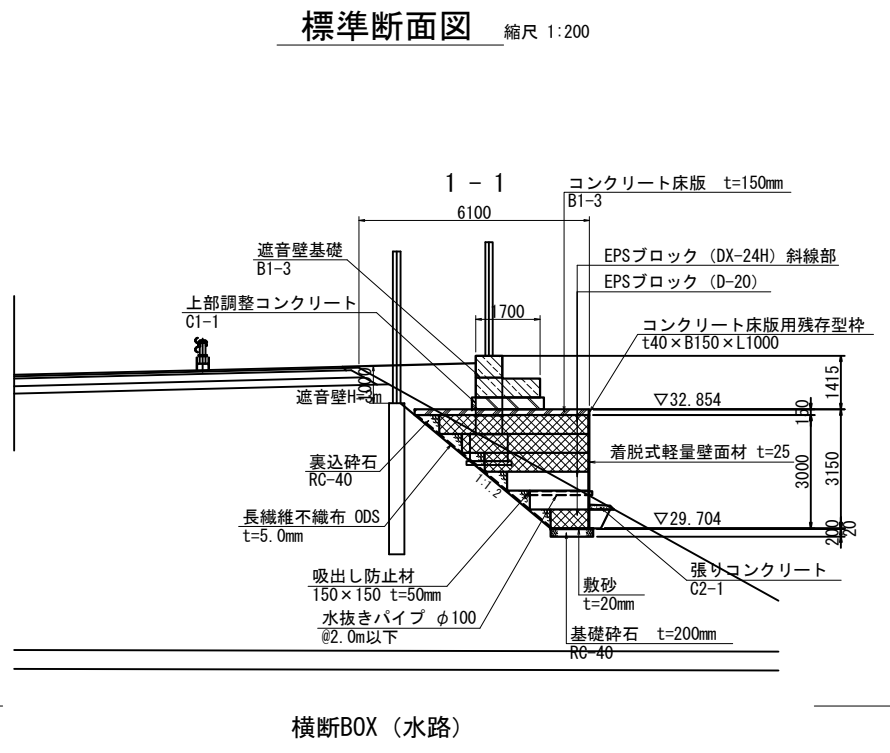 標準断面図 縮尺 1:200
1 - 1
6100
コンクリート床版 t=150mm
B1-3
遮音壁基礎
B1-3
EPSブロック (DX-24H) 斜線部
EPSブロック (D-20)
上部調整コンクリート
C1-1
1700
コンクリート床版用残存型枠
t40×B150×L1000
1415
遮音壁H=3m
▽32.854
150
裏込砕石
RC-40
着脱式軽量壁面材 t=25
3000
3150
1:1.2
長繊維不織布 ODS
t=5.0mm
▽29.704
200
20
吸出し防止材
150×150 t=50mm
敷砂
t=20mm
張りコンクリート
C2-1
水抜きパイプ φ100
@2.0m以下
基礎砕石 t=200mm
RC-40
横断BOX (水路)